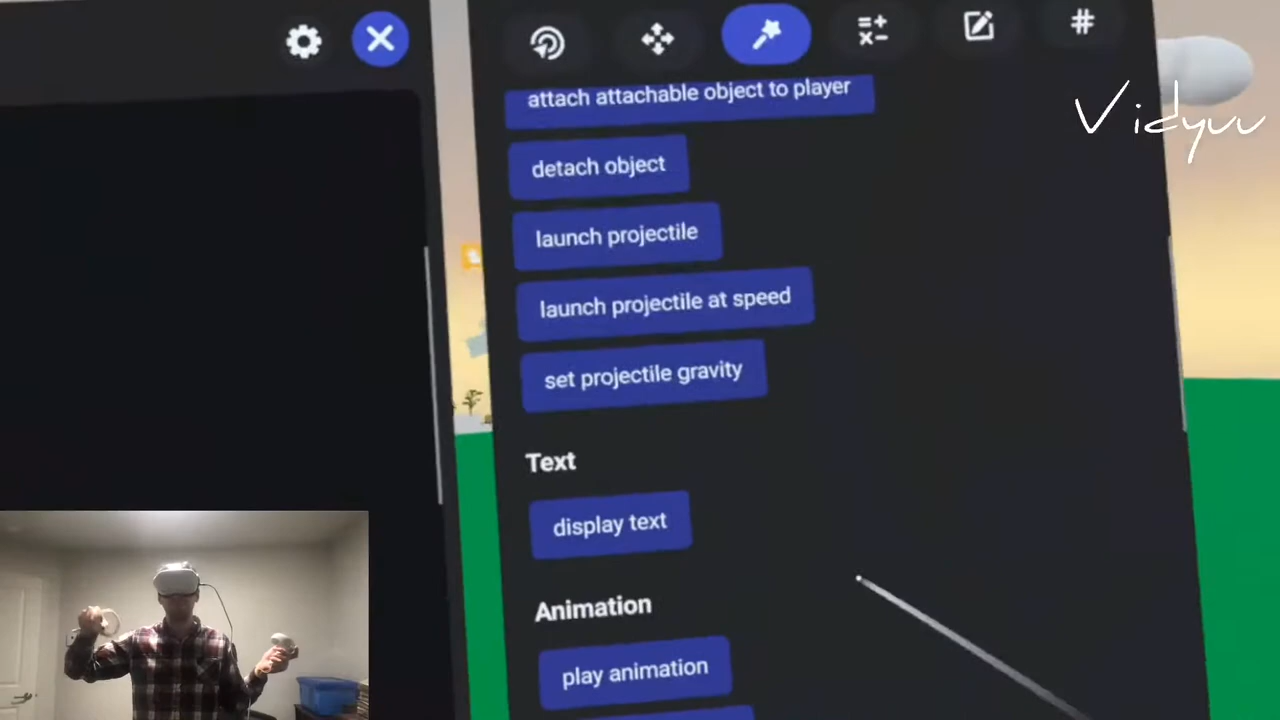 attach attachable object to player
Vidyuu
detach object
launch projectile
launch projectile at speed
set projectile gravity
Text
display text
Animation
play animation